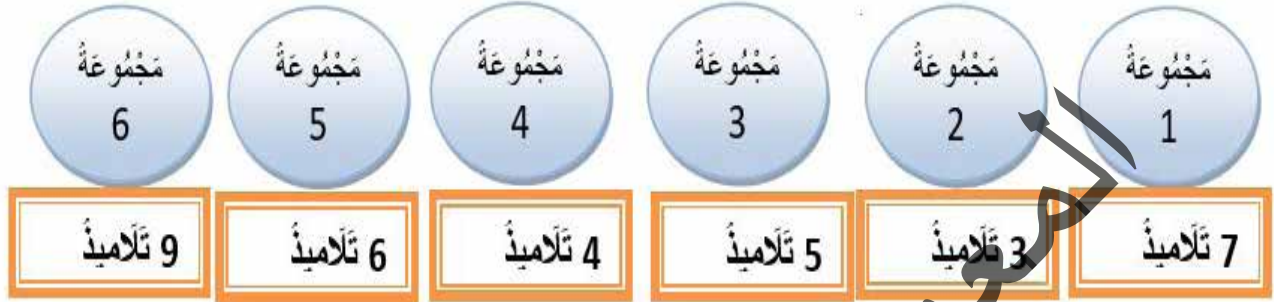 مَجْمُوعَةُ 1
مَجْمُوعَةُ 2
مَجْمُوعَةُ 3
مَجْمُوعَةُ 4
مَجْمُوعَةُ 5
مَجْمُوعَةُ 6
7 تَلَامِيذُ
3 تَلَامِيذُ
5 تَلَامِيذُ
4 تَلَامِيذُ
6 تَلَامِيذُ
9 تَلَامِيذُ